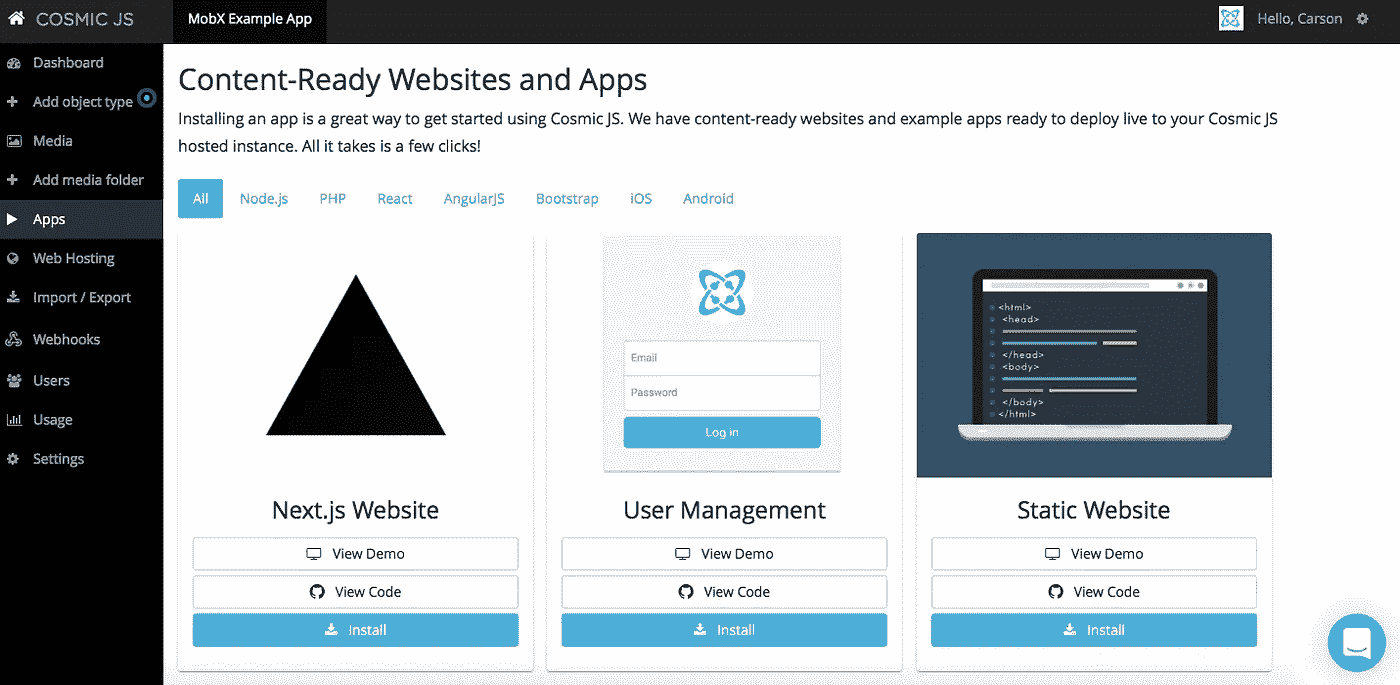 COSMIC JS
MobX Example App
Hello, Carson
Dashboard
Add object type
Media
Add media folder
Apps
Web Hosting
Import / Export
Webhooks
Users
Usage
Settings
Content-Ready Websites and Apps
Installing an app is a great way to get started using Cosmic JS. We have content-ready websites and example apps ready to deploy live to your Cosmic JS
hosted instance. All it takes is a few clicks!
All Node.js PHP React AngularJS Bootstrap iOS Android
Next.js Website
View Demo
View Code
Install
Email
Password
Log in
User Management
View Demo
View Code
Install
<html>
<head>
</head>
<body>
</body>
</html>
Static Website
View Demo
View Code
Install